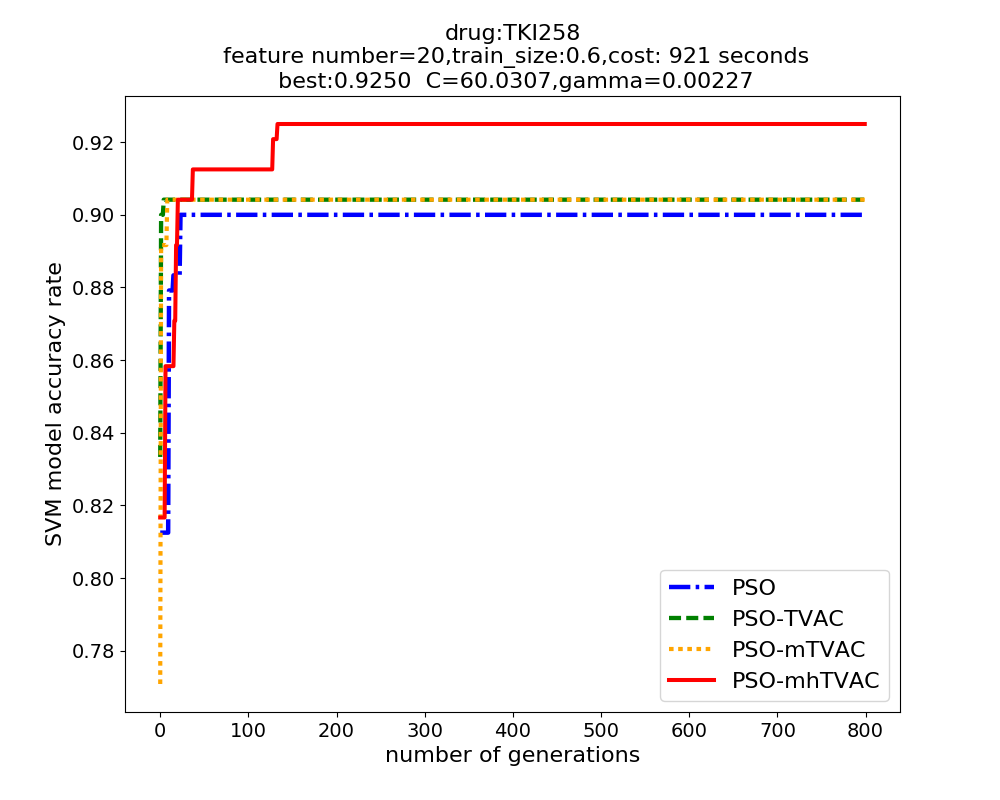 drug:TKI258
feature number=20,train_size:0.6,cost: 921 seconds
best:0.9250  C=60.0307,gamma=0.00227
0.92
0.90
0.88
0.86
0.84
0.82
0.80
0.78
SVM model accuracy rate
PSO
PSO-TVAC
PSO-mTVAC
PSO-mhTVAC
0 100 200 300 400 500 600 700 800
number of generations